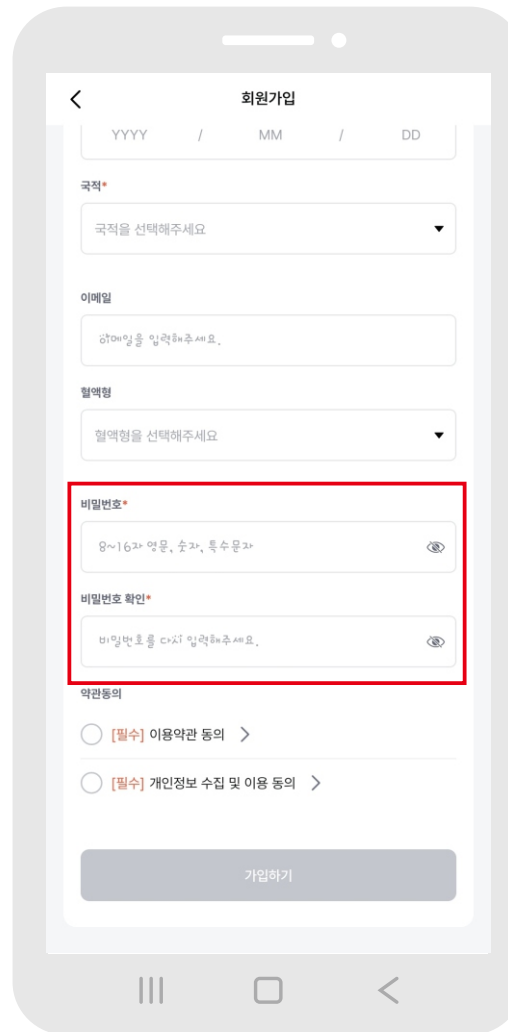 회원가입
YYYY / MM / DD
국적*
국적을 선택해주세요
이메일
이메일을 입력해주세요.
혈액형
혈액형을 선택해주세요
비밀번호*
8~16자 영문, 숫자, 특수문자
비밀번호 확인*
비밀번호를 다시 입력해주세요.
약관동의
[필수] 이용약관 동의
[필수] 개인정보 수집 및 이용 동의
가입하기